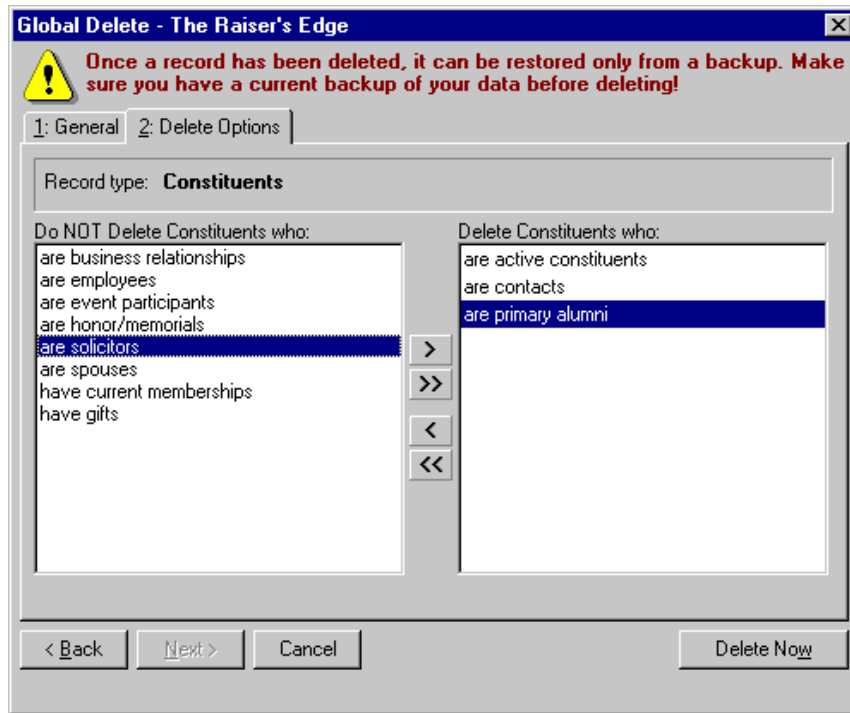 Global Delete - The Raiser's Edge
Once a record has been deleted, it can be restored only from a backup. Make
sure you have a current backup of your data before deleting!
1: General
2: Delete Options
Record type: Constituents
Do NOT Delete Constituents who:
are business relationships
are employees
are event participants
are honor/memorials
are solicitors
are spouses
have current memberships
have gifts
>
>>
<
<<
Delete Constituents who:
are active constituents
are contacts
are primary alumni
< Back
Next >
Cancel
Delete Now